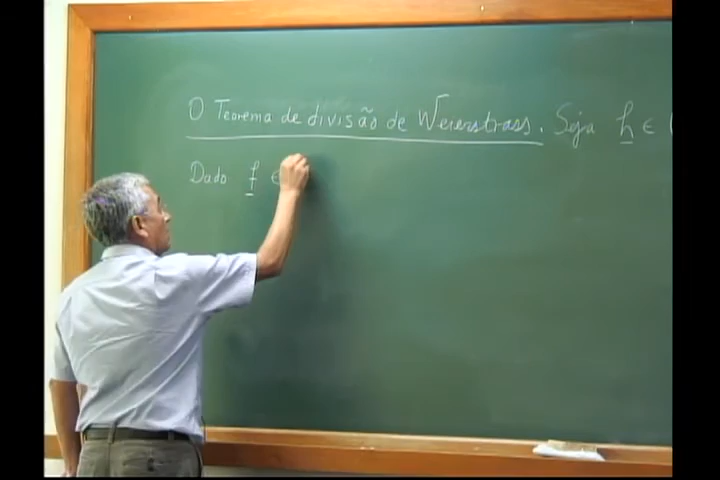 O Teorema de divisão de Weierstrass. Seja h ∈
Dado f ∈